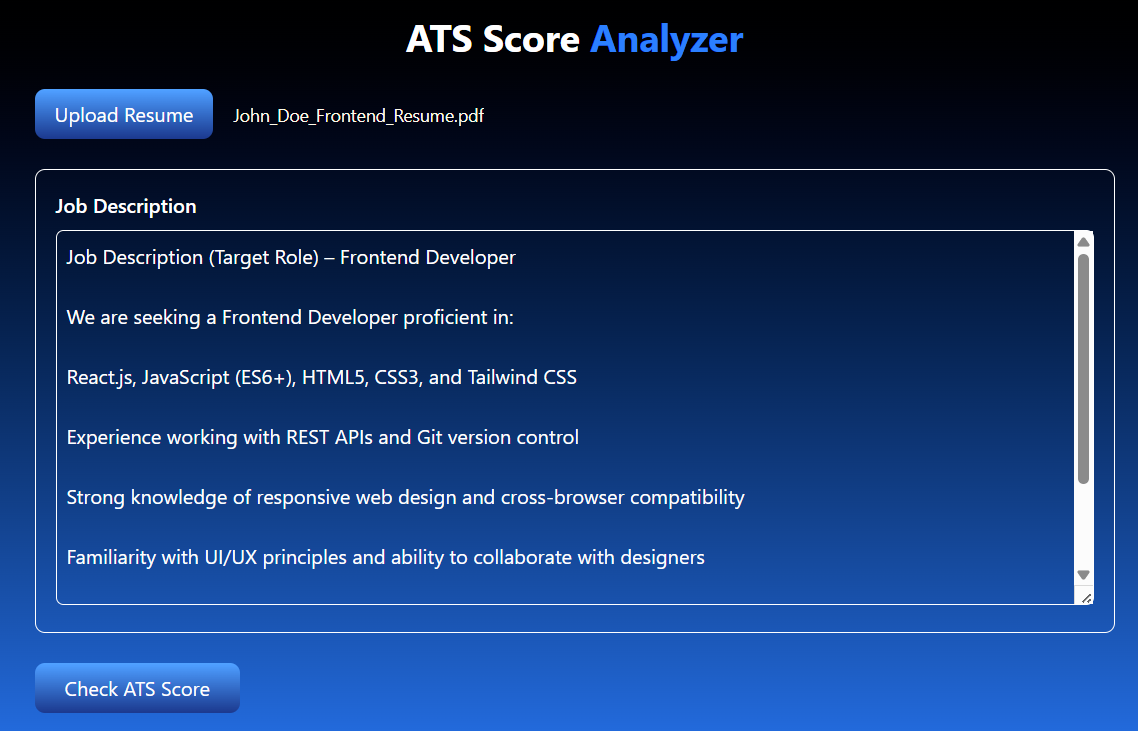 ATS Score Analyzer
Upload Resume
John_Doe_Frontend_Resume.pdf
Job Description
Job Description (Target Role) – Frontend Developer
We are seeking a Frontend Developer proficient in:
React.js, JavaScript (ES6+), HTML5, CSS3, and Tailwind CSS
Experience working with REST APIs and Git version control
Strong knowledge of responsive web design and cross-browser compatibility
Familiarity with UI/UX principles and ability to collaborate with designers
Check ATS Score